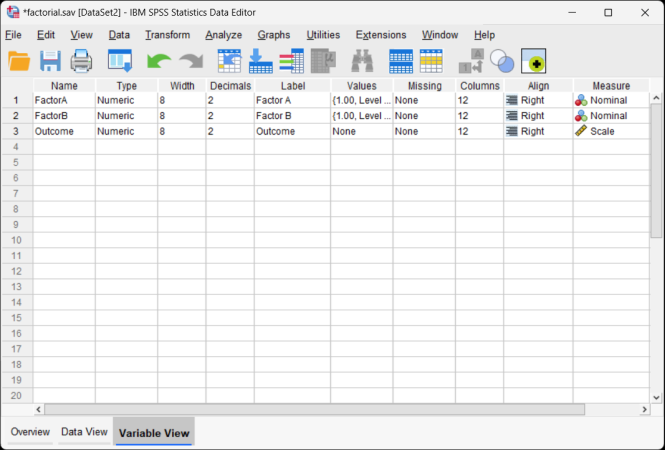 *factorial.sav [DataSet2] - IBM SPSS Statistics Data Editor
File Edit View Data Transform Analyze Graphs Utilities Extensions Window Help
Name Type Width Decimals Label Values Missing Columns Align Measure
1 FactorA Numeric 8 2 Factor A {1.00, Level ... None 12 Right Nominal
2 FactorB Numeric 8 2 Factor B {1.00, Level ... None 12 Right Nominal
3 Outcome Numeric 8 2 Outcome None None 12 Right Scale
4
5
6
7
8
9
10
11
12
13
14
15
16
17
18
19
20
Overview Data View Variable View